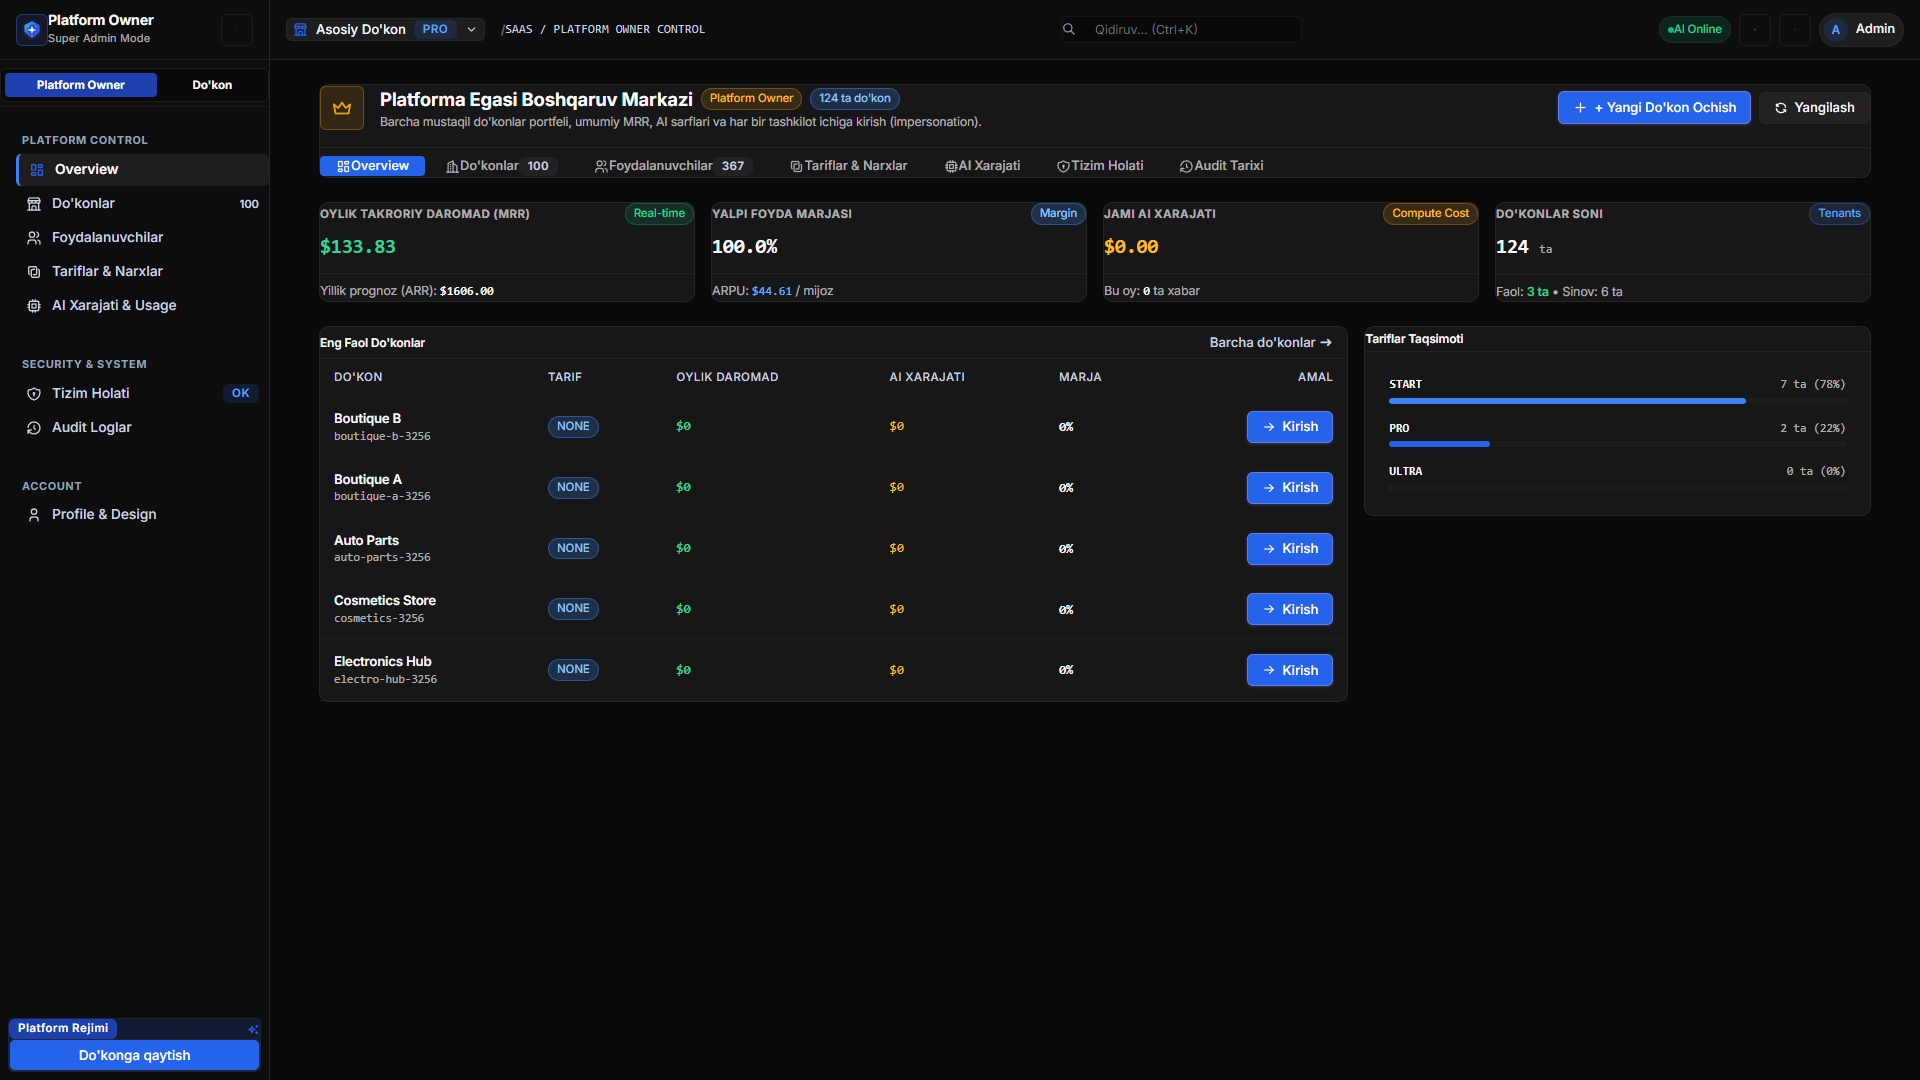 Platform Owner
Super Admin Mode
Platform Owner
Do'kon
PLATFORM CONTROL
Overview
Do'konlar 100
Foydalanuvchilar
Tariflar & Narxlar
AI Xarajati & Usage
SECURITY & SYSTEM
Tizim Holati OK
Audit Loglar
ACCOUNT
Profile & Design
Platform Rejimi
Do'konga qaytish
Asosiy Do'kon PRO /SAAS / PLATFORM OWNER CONTROL
Qidiruv... (Ctrl+K)
AI Online
A Admin
Platforma Egasi Boshqaruv Markazi Platform Owner 124 ta do'kon
Barcha mustaqil do'konlar portfeli, umumiy MRR, AI sarflari va har bir tashkilot ichiga kirish (impersonation).
+ Yangi Do'kon Ochish
Yangilash
Overview Do'konlar 100 Foydalanuvchilar 367 Tariflar & Narxlar AI Xarajati Tizim Holati Audit Tarixi
OYLIK TAKRORIY DAROMAD (MRR) Real-time
$133.83
Yillik prognoz (ARR): $1606.00
YALPI FOYDA MARJASI Margin
100.0%
ARPU: $44.61 / mijoz
JAMI AI XARAJATI Compute Cost
$0.00
Bu oy: 0 ta xabar
DO'KONLAR SONI Tenants
124 ta
Faol: 3 ta • Sinov: 6 ta
Eng Faol Do'konlar Barcha do'konlar →
DO'KON TARIF OYLIK DAROMAD AI XARAJATI MARJA AMAL
Boutique B
boutique-b-3256
NONE $0 $0 0% Kirish
Boutique A
boutique-a-3256
NONE $0 $0 0% Kirish
Auto Parts
auto-parts-3256
NONE $0 $0 0% Kirish
Cosmetics Store
cosmetics-3256
NONE $0 $0 0% Kirish
Electronics Hub
electro-hub-3256
NONE $0 $0 0% Kirish
Tariflar Taqsimoti
START 7 ta (78%)
PRO 2 ta (22%)
ULTRA 0 ta (0%)